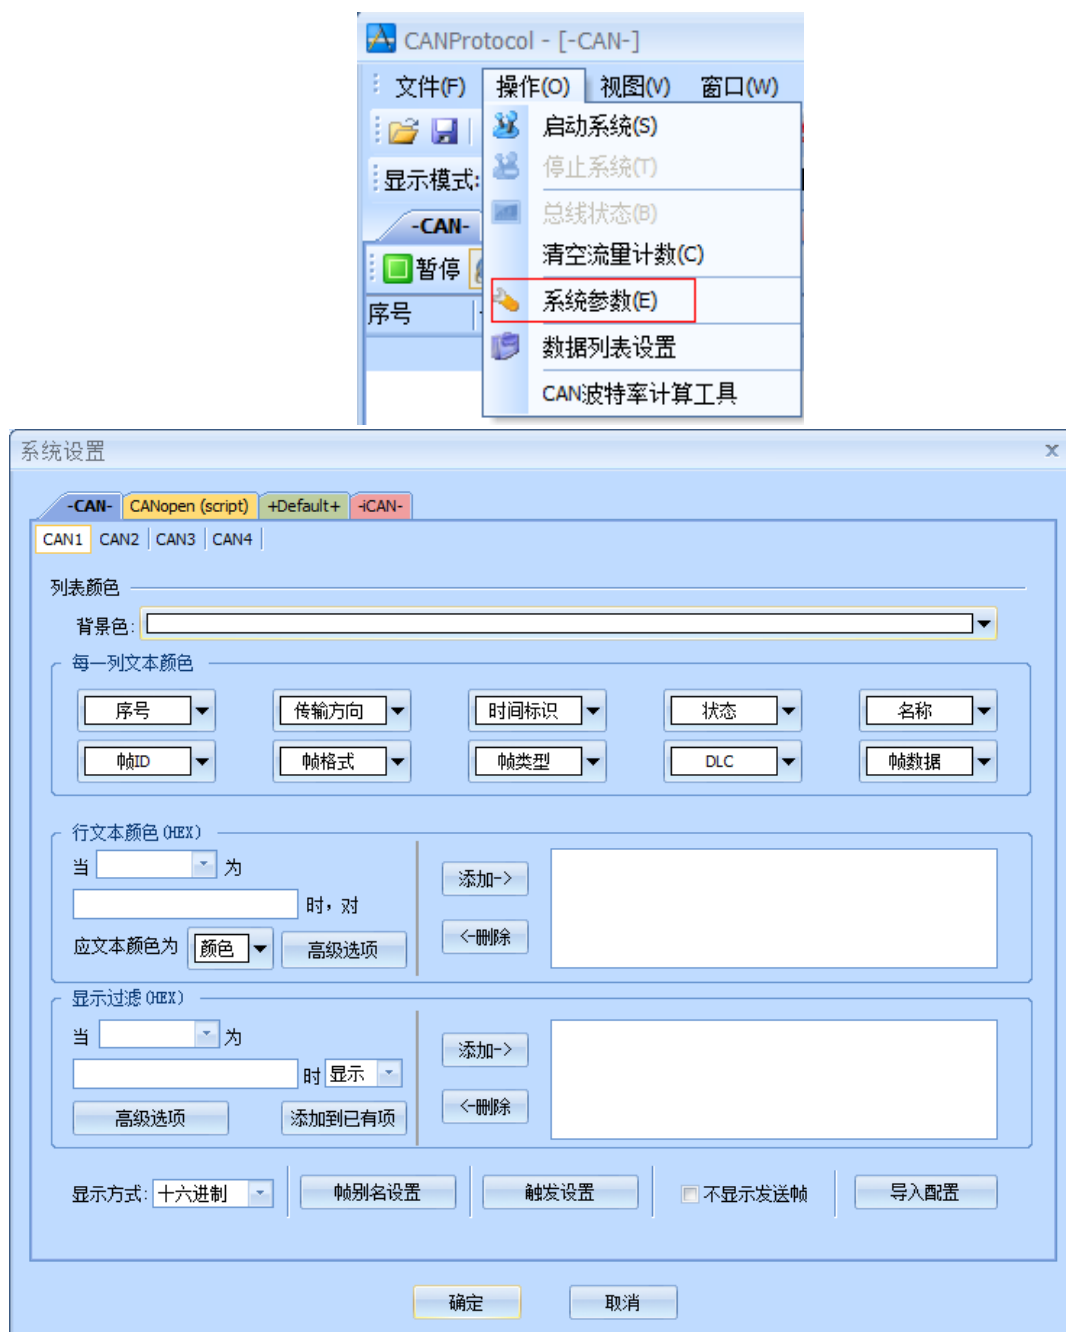 CANProtocol - [-CAN-]
文件(F) 操作(O) 视图(V) 窗口(W)
启动系统(S)
停止系统(T)
显示模式:
总线状态(B)
-CAN-
清空流量计数(C)
暂停
系统参数(E)
序号
数据列表设置
CAN波特率计算工具
系统设置
-CAN- CANopen (script) +Default+ -iCAN-
CAN1 CAN2 CAN3 CAN4
列表颜色
背景色:
每一列文本颜色
序号 传输方向 时间标识 状态 名称
帧ID 帧格式 帧类型 DLC 帧数据
行文本颜色(HEX)
当 为
添加->
时，对
<-删除
应文本颜色为 颜色 高级选项
显示过滤(HEX)
当 为
添加->
时 显示
<-删除
高级选项 添加到已有项
显示方式: 十六进制 帧别名设置 触发设置 不显示发送帧 导入配置
确定 取消